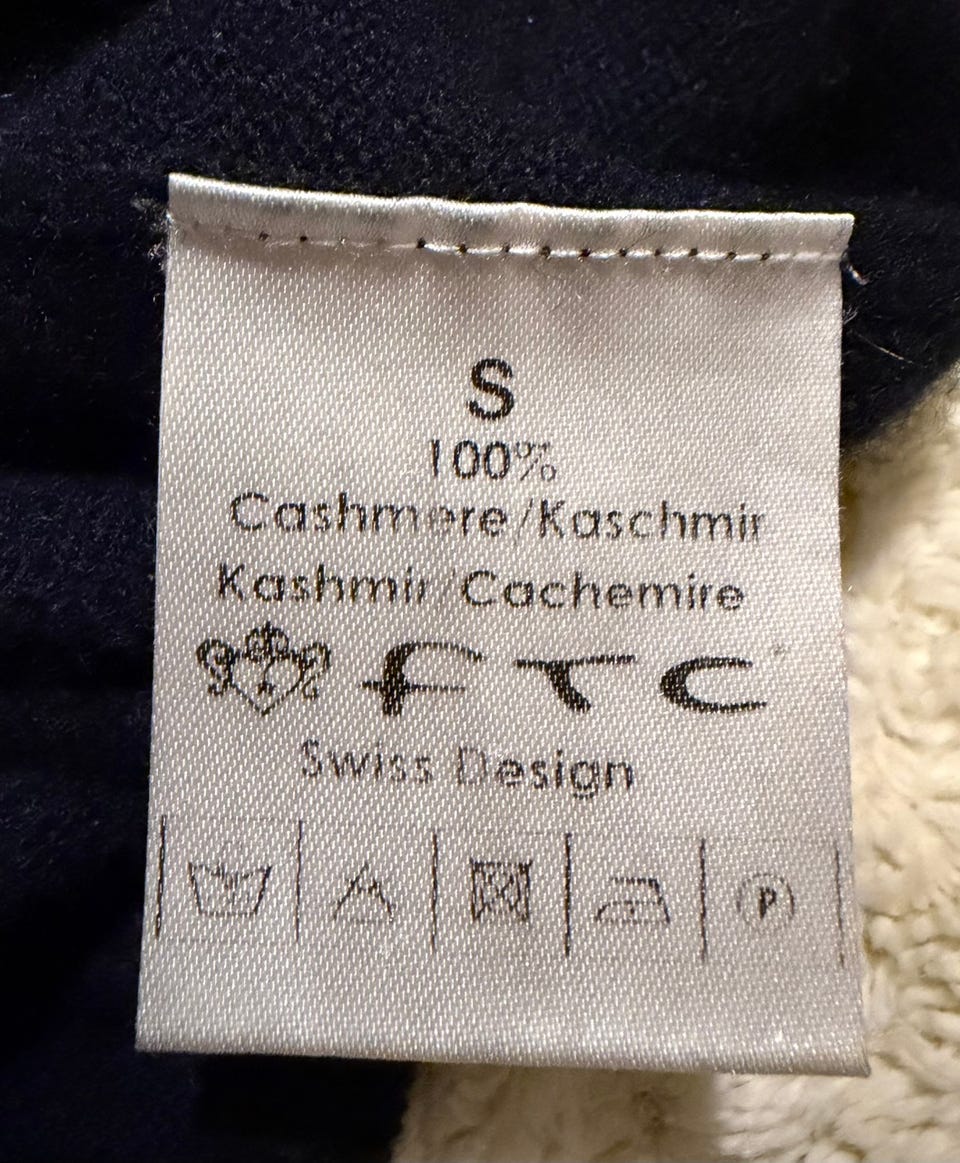 S
100%
Cashmere/Kaschmir
Kashmir/Cachemire
FTC
Swiss Design
P